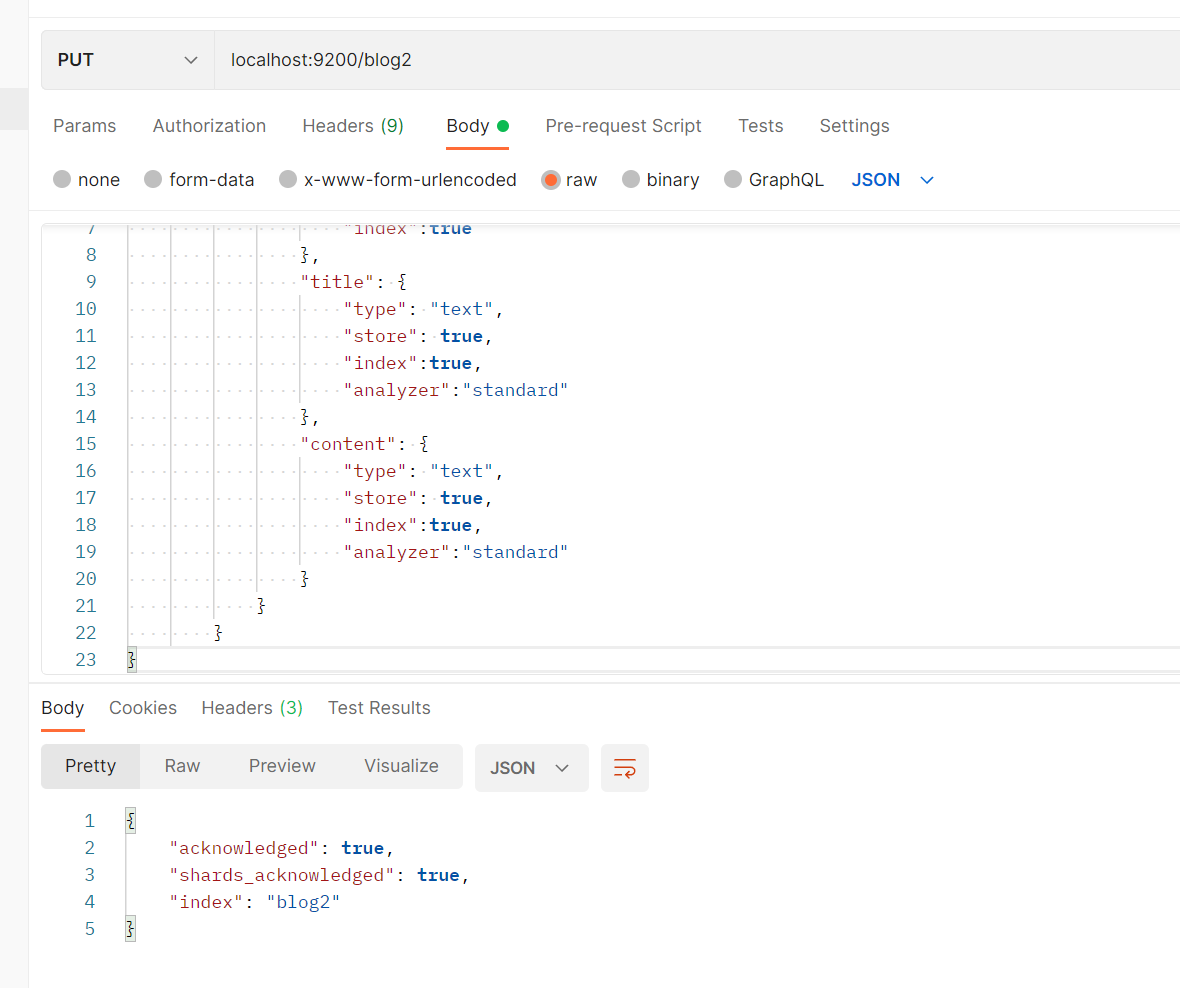 PUT localhost:9200/blog2
Params Authorization Headers (9) Body Pre-request Script Tests Settings
none form-data x-www-form-urlencoded raw binary GraphQL JSON
7 "index":true
8 },
9 "title": {
10 "type": "text",
11 "store": true,
12 "index":true,
13 "analyzer":"standard"
14 },
15 "content": {
16 "type": "text",
17 "store": true,
18 "index":true,
19 "analyzer":"standard"
20 }
21 }
22 }
23 }
Body Cookies Headers (3) Test Results
Pretty Raw Preview Visualize JSON
1 {
2 "acknowledged": true,
3 "shards_acknowledged": true,
4 "index": "blog2"
5 }